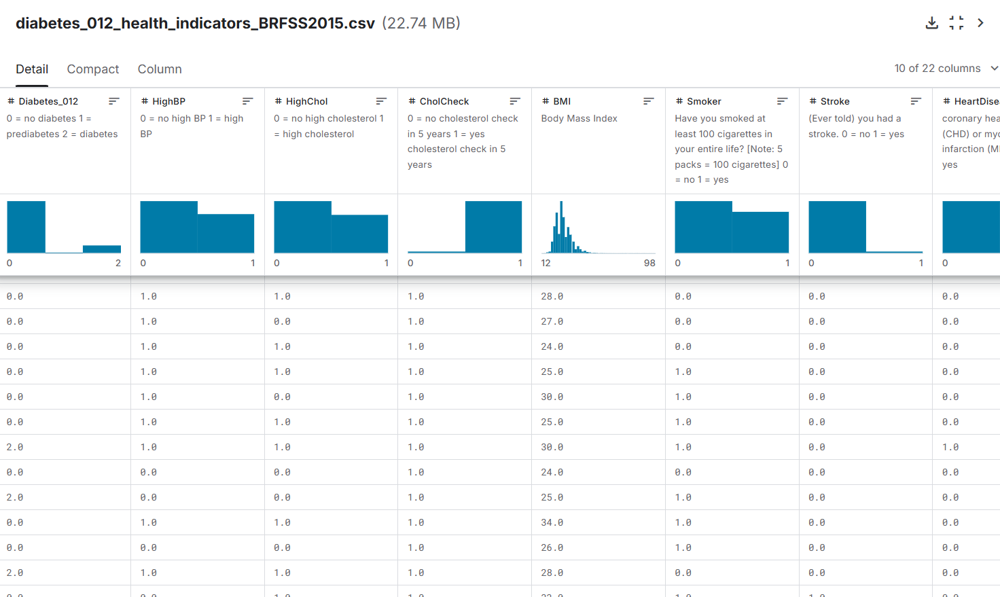 diabetes_012_health_indicators_BRFSS2015.csv (22.74 MB)
Detail Compact Column
10 of 22 columns
# Diabetes_012
0 = no diabetes 1 =
prediabetes 2 = diabetes
# HighBP
0 = no high BP 1 = high
BP
# HighChol
0 = no high cholesterol 1
= high cholesterol
# CholCheck
0 = no cholesterol check
in 5 years 1 = yes
cholesterol check in 5
years
# BMI
Body Mass Index
# Smoker
Have you smoked at
least 100 cigarettes in
your entire life? [Note: 5
packs = 100 cigarettes] 0
= no 1 = yes
# Stroke
(Ever told) you had a
stroke. 0 = no 1 = yes
# HeartDisea
coronary hea
(CHD) or myo
infarction (MI
yes
0 2 0 1 0 1 0 1 12 98 0 1 0 1 0
0.0 1.0 1.0 1.0 28.0 0.0 0.0 0.0
0.0 1.0 0.0 1.0 27.0 0.0 0.0 0.0
0.0 1.0 1.0 1.0 24.0 0.0 0.0 0.0
0.0 1.0 1.0 1.0 25.0 1.0 0.0 0.0
0.0 1.0 0.0 1.0 30.0 1.0 0.0 0.0
0.0 1.0 1.0 1.0 25.0 1.0 0.0 0.0
2.0 1.0 1.0 1.0 30.0 1.0 0.0 1.0
0.0 0.0 0.0 1.0 24.0 0.0 0.0 0.0
2.0 0.0 0.0 1.0 25.0 1.0 0.0 0.0
0.0 1.0 1.0 1.0 34.0 1.0 0.0 0.0
0.0 0.0 0.0 1.0 26.0 1.0 0.0 0.0
2.0 1.0 1.0 1.0 28.0 0.0 0.0 0.0